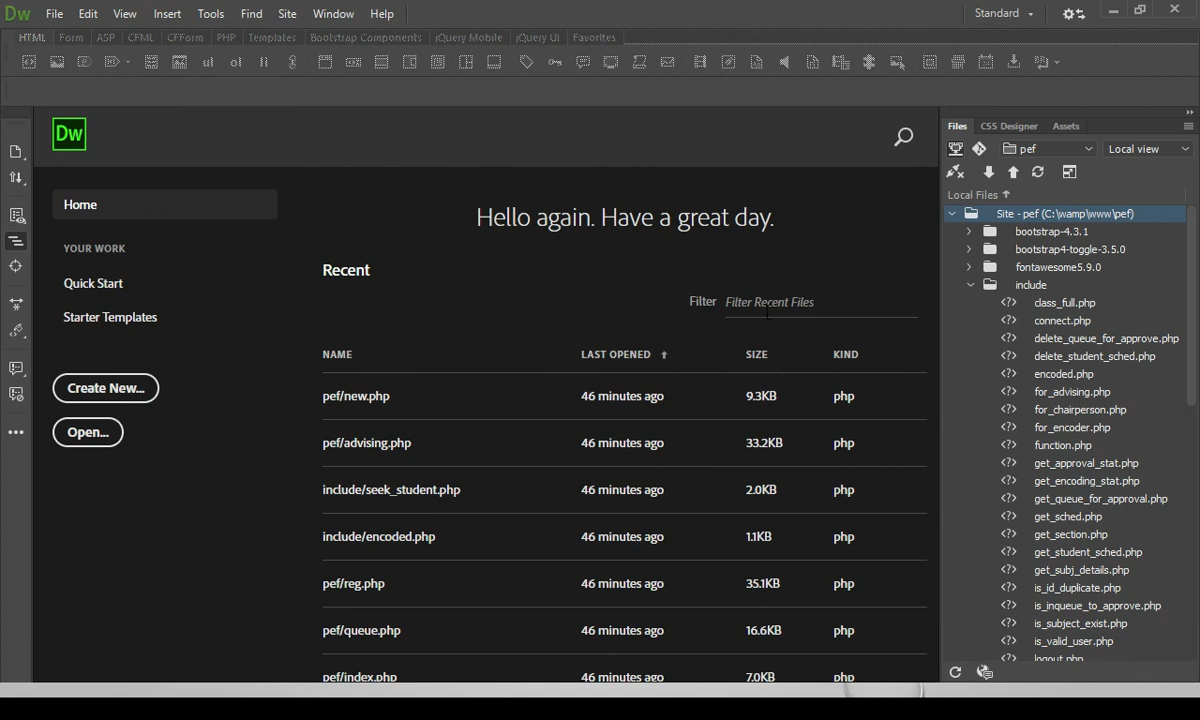 Dw File Edit View Insert Tools Find Site Window Help Standard
HTML Form ASP CFML CFForm PHP Templates Bootstrap Components jQuery Mobile jQuery UI Favorites
Dw
Home
YOUR WORK
Quick Start
Starter Templates
Create New...
Open...
Hello again. Have a great day.
Recent
Filter Filter Recent Files
NAME LAST OPENED SIZE KIND
pef/new.php 46 minutes ago 9.3KB php
pef/advising.php 46 minutes ago 33.2KB php
include/seek_student.php 46 minutes ago 2.0KB php
include/encoded.php 46 minutes ago 1.1KB php
pef/reg.php 46 minutes ago 35.1KB php
pef/queue.php 46 minutes ago 16.6KB php
pef/index.php 46 minutes ago 7.0KB php
Files CSS Designer Assets
pef Local view
Local Files
Site - pef (C:\wamp\www\pef)
bootstrap-4.3.1
bootstrap4-toggle-3.5.0
fontawesome5.9.0
include
class_full.php
connect.php
delete_queue_for_approve.php
delete_student_sched.php
encoded.php
for_advising.php
for_chairperson.php
for_encoder.php
function.php
get_approval_stat.php
get_encoding_stat.php
get_queue_for_approval.php
get_sched.php
get_section.php
get_student_sched.php
get_subj_details.php
is_id_duplicate.php
is_inqueue_to_approve.php
is_subject_exist.php
is_valid_user.php
logout.php